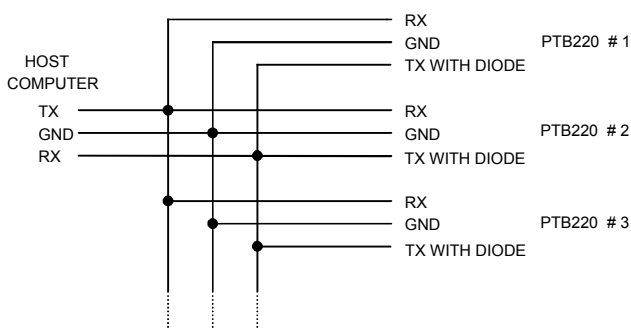 RX
GND PTB220 # 1
TX WITH DIODE
HOST
COMPUTER
TX
GND
RX
RX
GND PTB220 # 2
TX WITH DIODE
RX
GND PTB220 # 3
TX WITH DIODE